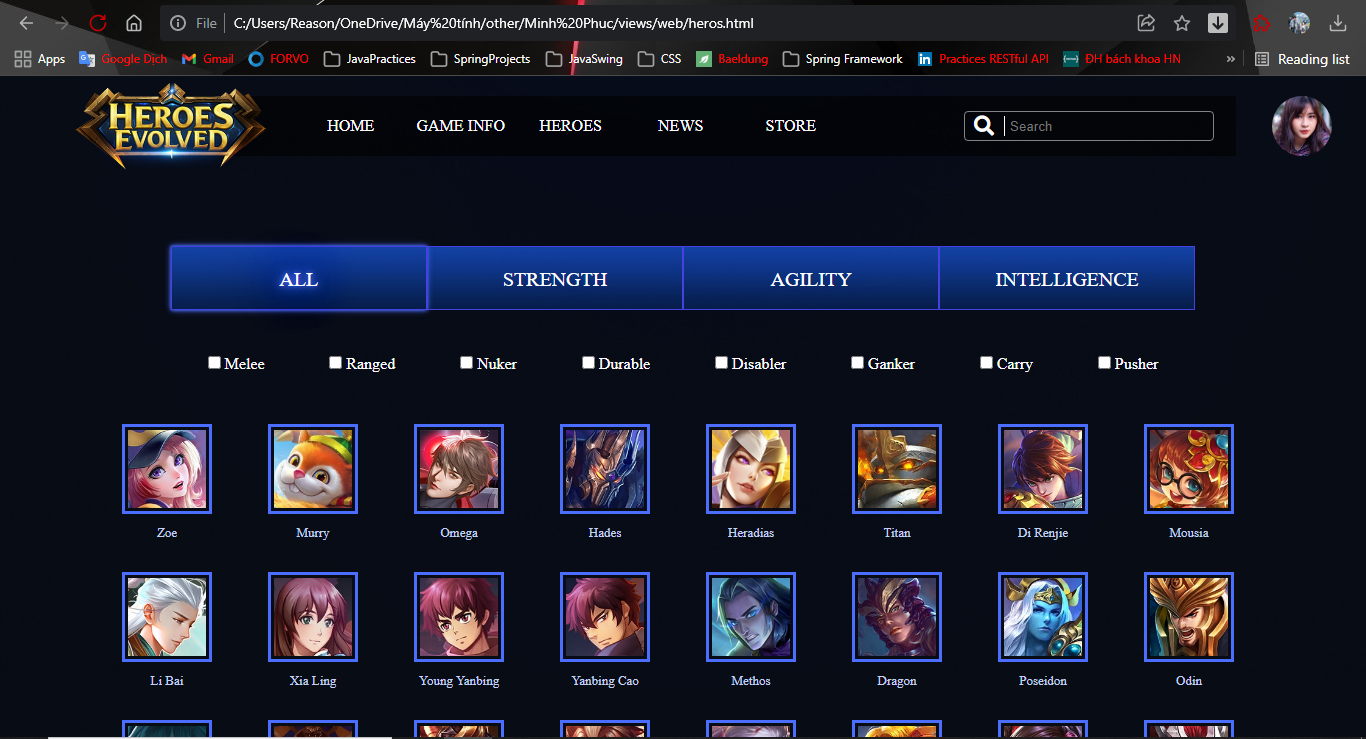 File C:/Users/Reason/OneDrive/Máy%20tính/other/Minh%20Phuc/views/web/heros.html
Apps Google Dich Gmail FORVO JavaPractices SpringProjects JavaSwing CSS Baeldung Spring Framework Practices RESTful API ĐH bách khoa HN » Reading list
HEROES
EVOLVED
HOME GAME INFO HEROES NEWS STORE Search
ALL STRENGTH AGILITY INTELLIGENCE
Melee Ranged Nuker Durable Disabler Ganker Carry Pusher
Zoe Murry Omega Hades Heradias Titan Di Renjie Mousia
Li Bai Xia Ling Young Yanbing Yanbing Cao Methos Dragon Poseidon Odin